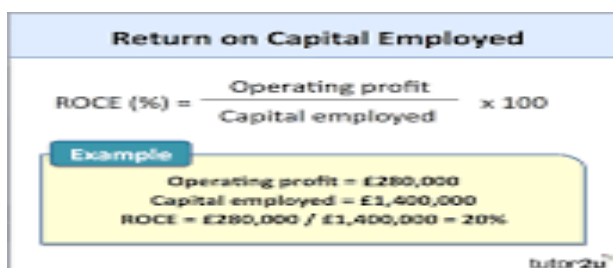 Return on Capital Employed
Operating profit
ROCE (%) = x 100
Capital employed
Example
Operating profit = £280,000
Capital employed = £1,400,000
ROCE = £280,000 / £1,400,000 = 20%
tutor2u